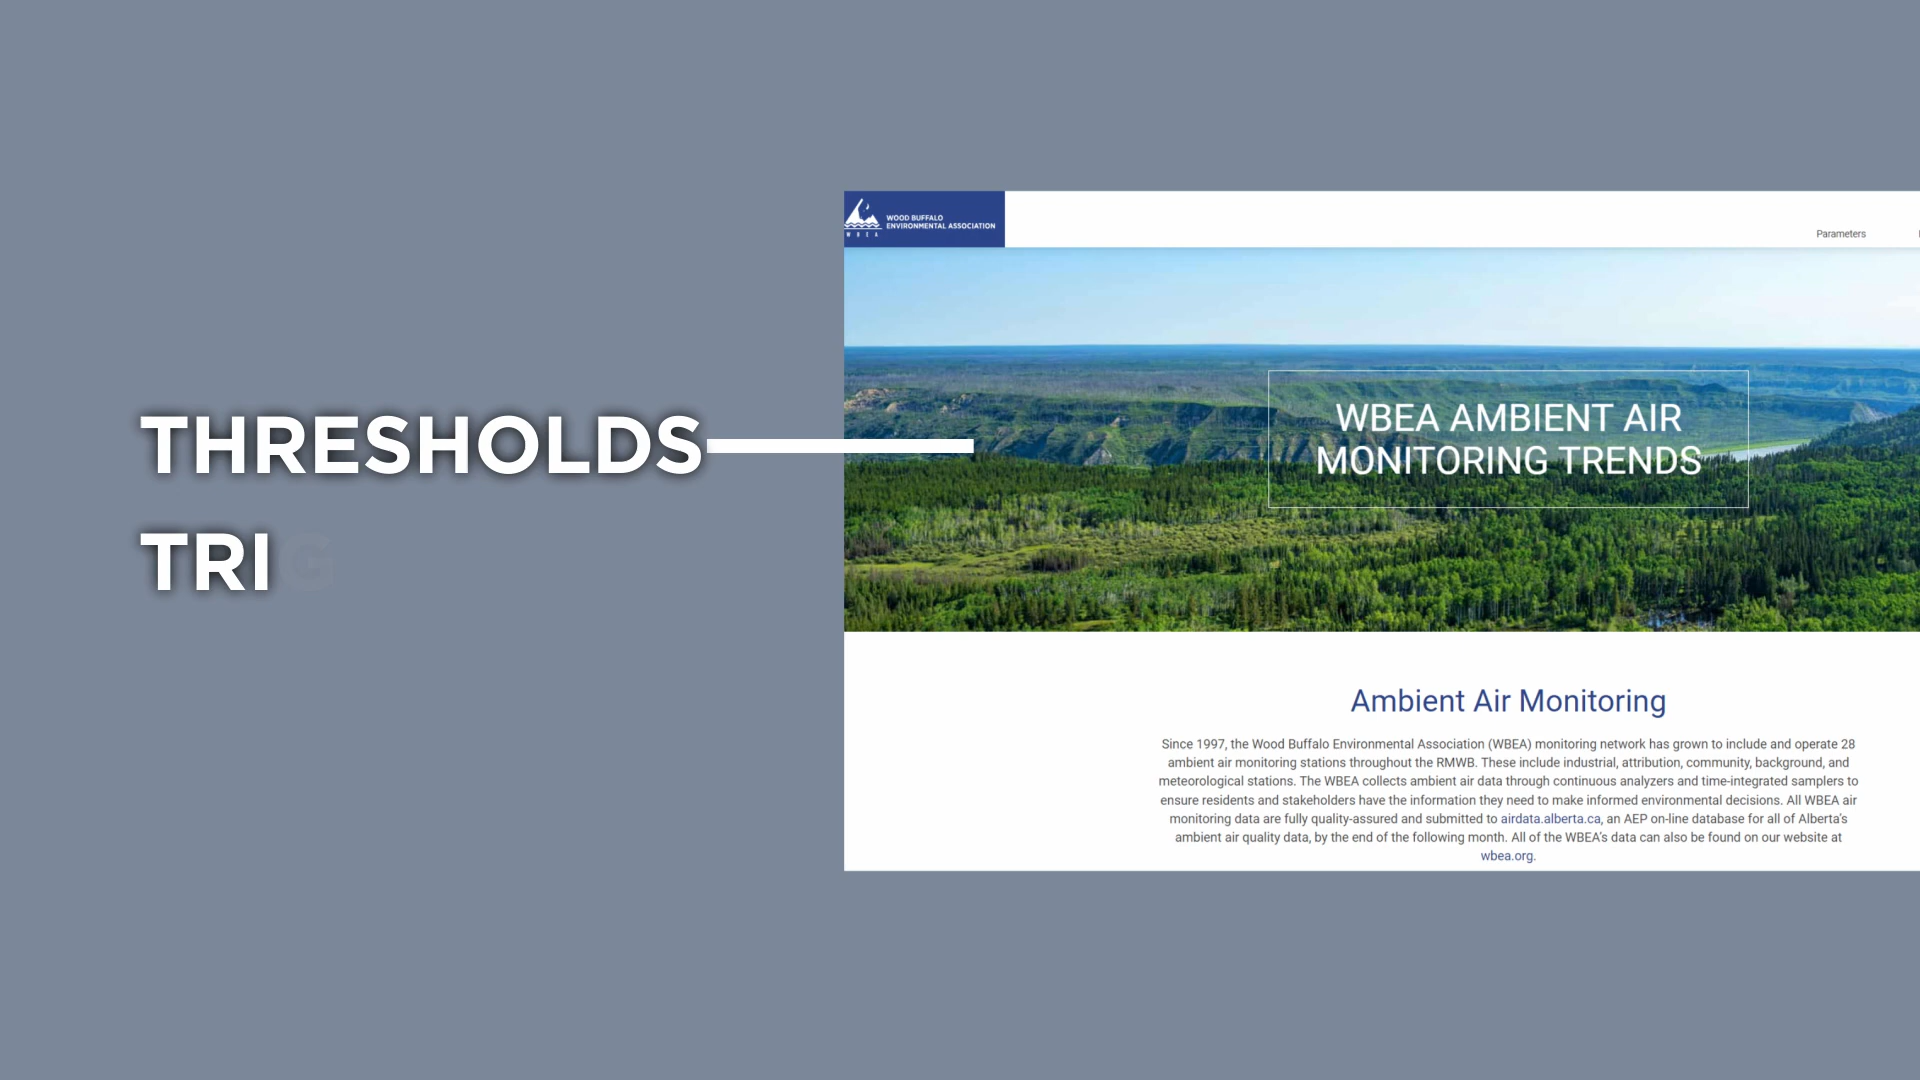 THRESHOLDS
TRIG
WOOD BUFFALO
ENVIRONMENTAL ASSOCIATION
WBEA
Parameters
WBEA AMBIENT AIR
MONITORING TRENDS
Ambient Air Monitoring
Since 1997, the Wood Buffalo Environmental Association (WBEA) monitoring network has grown to include and operate 28
ambient air monitoring stations throughout the RMWB. These include industrial, attribution, community, background, and
meteorological stations. The WBEA collects ambient air data through continuous analyzers and time-integrated samplers to
ensure residents and stakeholders have the information they need to make informed environmental decisions. All WBEA air
monitoring data are fully quality-assured and submitted to airdata.alberta.ca, an AEP on-line database for all of Alberta's
ambient air quality data, by the end of the following month. All of the WBEA's data can also be found on our website at
wbea.org.